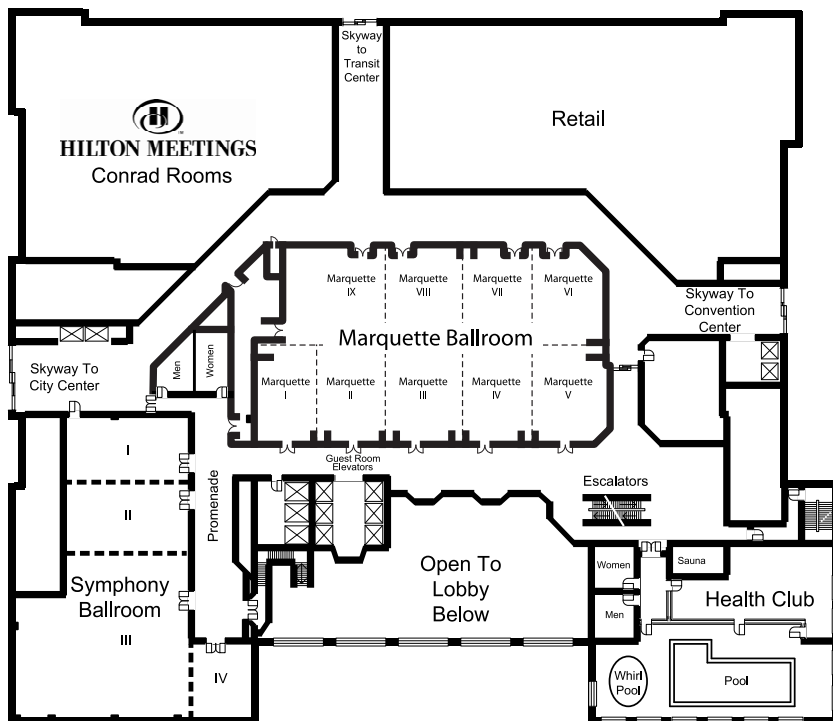 Skyway
to
Transit
Center
H
HILTON MEETINGS
Conrad Rooms
Retail
Marquette
IX
Marquette
VIII
Marquette
VII
Marquette
VI
Skyway To
Convention
Center
Marquette Ballroom
Skyway To
City Center
Men
Women
Marquette
I
Marquette
II
Marquette
III
Marquette
IV
Marquette
V
Guest Room
Elevators
I
Escalators
Promenade
II
Symphony
Ballroom
III
IV
Open To
Lobby
Below
Women
Men
Sauna
Health Club
Whirl
Pool
Pool